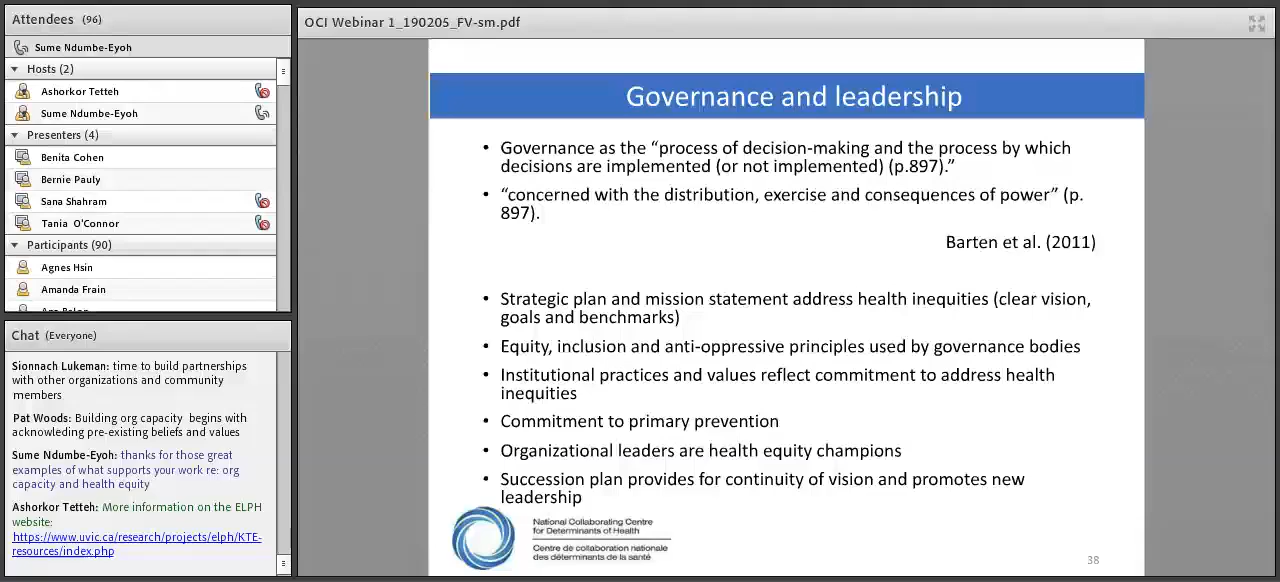 Attendees (96)
Sume Ndumbe-Eyoh
Hosts (2)
Ashorkor Tetteh
Sume Ndumbe-Eyoh
Presenters (4)
Benita Cohen
Bernie Pauly
Sana Shahram
Tania O'Connor
Participants (90)
Agnes Hsin
Amanda Frain
Chat (Everyone)
Sionnach Lukeman: time to build partnerships
with other organizations and community
members
Pat Woods: Building org capacity begins with
acknowleding pre-existing beliefs and values
Sume Ndumbe-Eyoh: thanks for those great
examples of what supports your work re: org
capacity and health equity
Ashorkor Tetteh: More information on the ELPH
website:
https://www.uvic.ca/research/projects/elph/KTE-
resources/index.php
OCI Webinar 1_190205_FV-sm.pdf
Governance and leadership
• Governance as the “process of decision-making and the process by which
decisions are implemented (or not implemented) (p.897).”
• “concerned with the distribution, exercise and consequences of power” (p.
897).
Barten et al. (2011)
• Strategic plan and mission statement address health inequities (clear vision,
goals and benchmarks)
• Equity, inclusion and anti-oppressive principles used by governance bodies
• Institutional practices and values reflect commitment to address health
inequities
• Commitment to primary prevention
• Organizational leaders are health equity champions
• Succession plan provides for continuity of vision and promotes new
leadership
National Collaborating Centre
for Determinants of Health
Centre de collaboration nationale
des déterminants de la santé
38